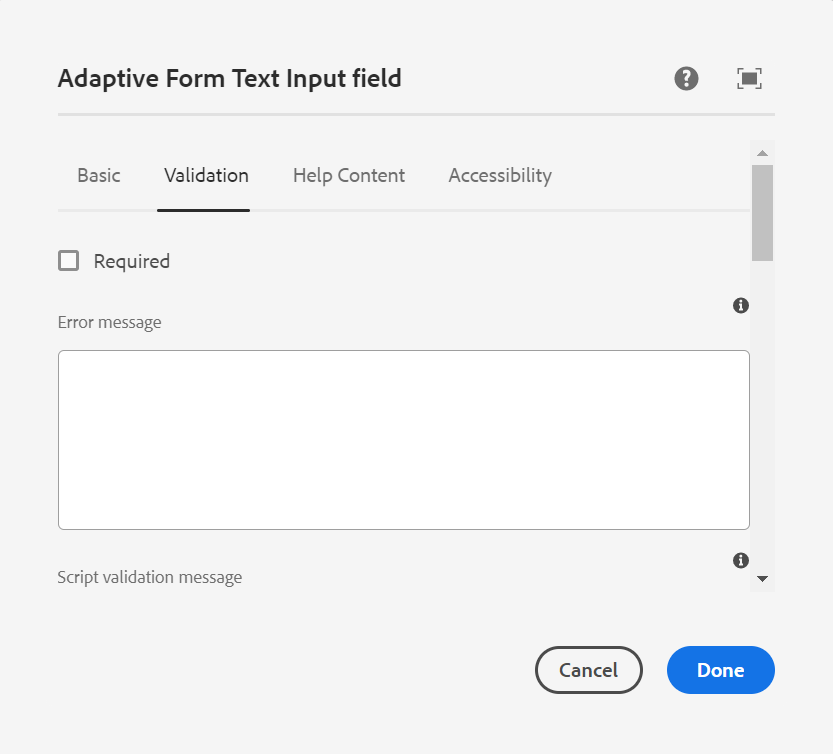 Adaptive Form Text Input field
Basic Validation Help Content Accessibility
Required
Error message
Script validation message
Cancel Done